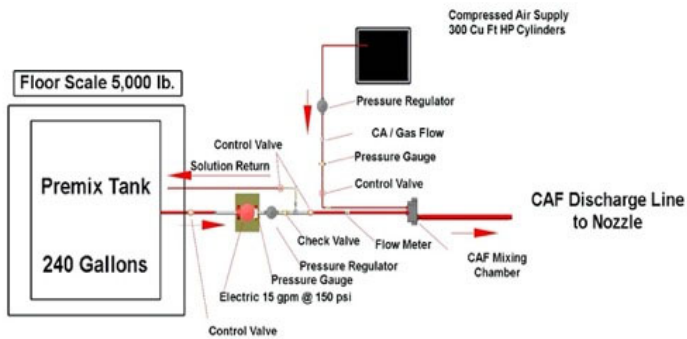 Compressed Air Supply
300 Cu Ft HP Cylinders
Floor Scale 5,000 lb.
Pressure Regulator
CA / Gas Flow
Control Valve
Solution Return
Pressure Gauge
Premix Tank
Control Valve
CAF Discharge Line
to Nozzle
Check Valve
Flow Meter
CAF Mixing
Chamber
240 Gallons
Pressure Regulator
Pressure Gauge
Electric 15 gpm @ 150 psi
Control Valve